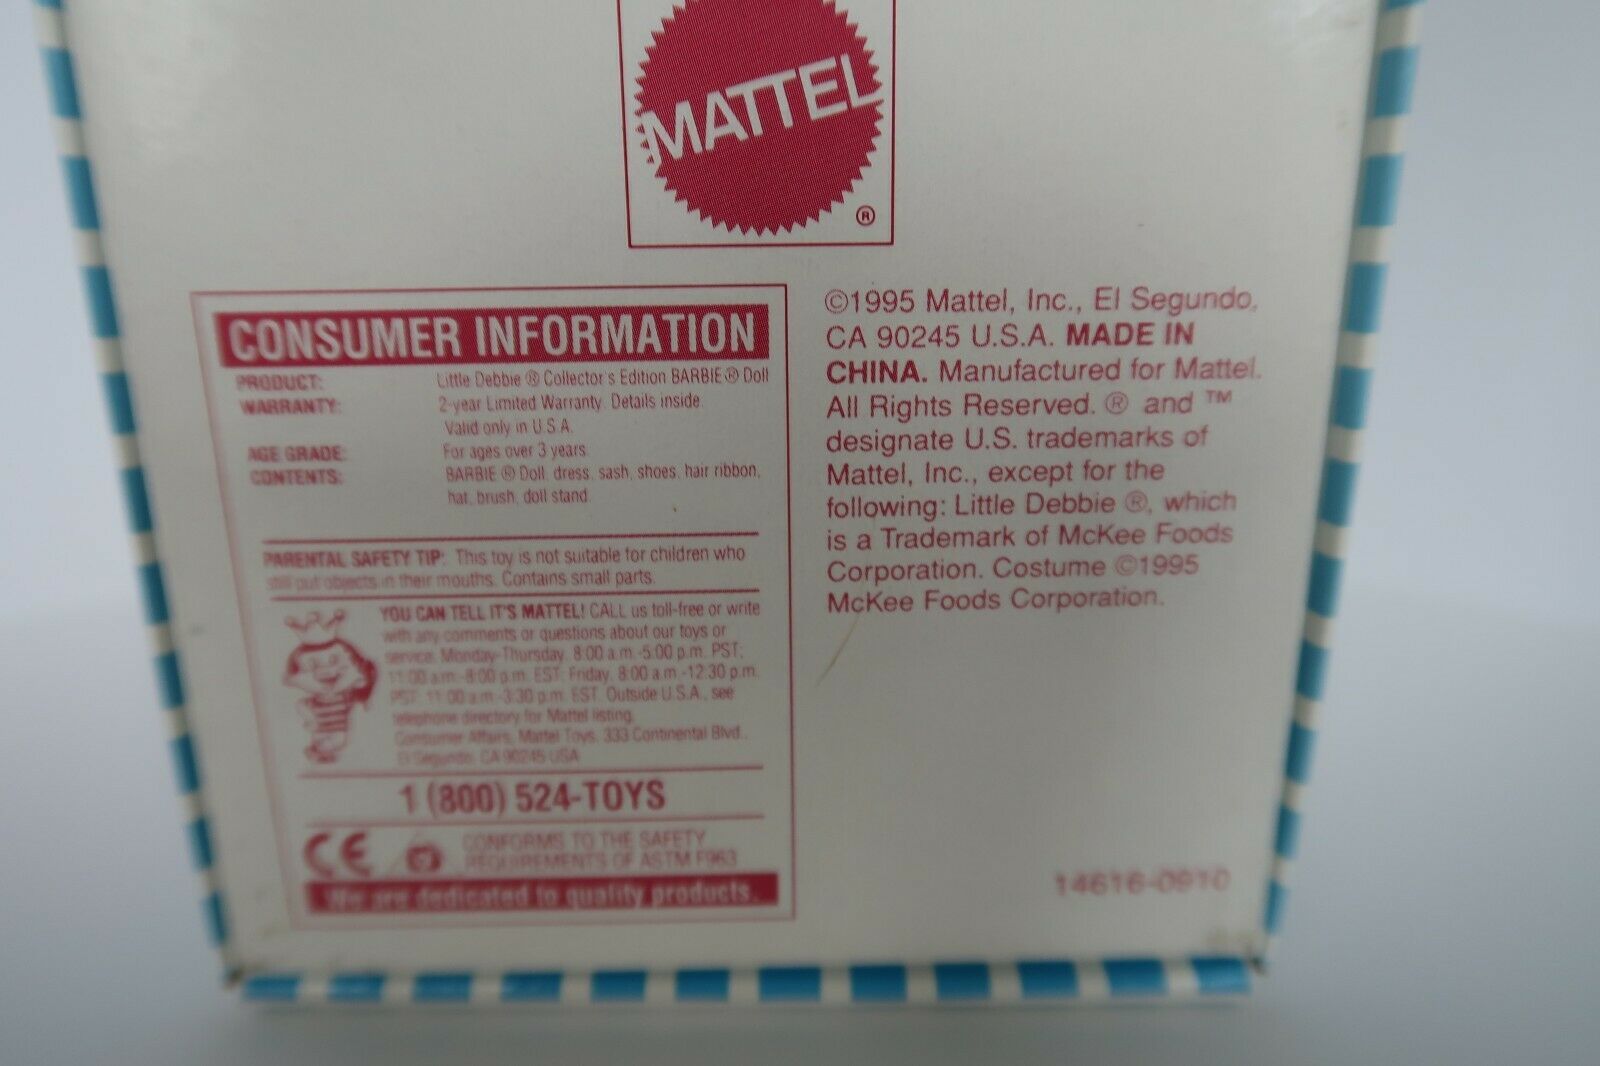 MATTEL
®
CONSUMER INFORMATION
PRODUCT: Little Debbie ® Collector's Edition BARBIE ® Doll
WARRANTY: 2-year Limited Warranty. Details inside.
Valid only in U.S.A.
AGE GRADE: For ages over 3 years.
CONTENTS: BARBIE ® Doll, dress, sash, shoes, hair ribbon,
hat, brush, doll stand
PARENTAL SAFETY TIP: This toy is not suitable for children who
still put objects in their mouths. Contains small parts.
YOU CAN TELL IT'S MATTEL! CALL us toll-free or write
with any comments or questions about our toys or
service. Monday-Thursday, 8:00 a.m.-5:00 p.m. PST;
11:00 a.m.-8:00 p.m. EST; Friday, 8:00 a.m.-12:30 p.m.
PST; 11:00 a.m.-3:30 p.m. EST. Outside U.S.A., see
telephone directory for Mattel listing.
Consumer Affairs, Mattel Toys, 333 Continental Blvd.,
El Segundo, CA 90245 USA
1 (800) 524-TOYS
CE CONFORMS TO THE SAFETY
REQUIREMENTS OF ASTM F963
We are dedicated to quality products.
©1995 Mattel, Inc., El Segundo,
CA 90245 U.S.A. MADE IN
CHINA. Manufactured for Mattel.
All Rights Reserved. ® and ™
designate U.S. trademarks of
Mattel, Inc., except for the
following: Little Debbie ®, which
is a Trademark of McKee Foods
Corporation. Costume ©1995
McKee Foods Corporation.
14616-0910